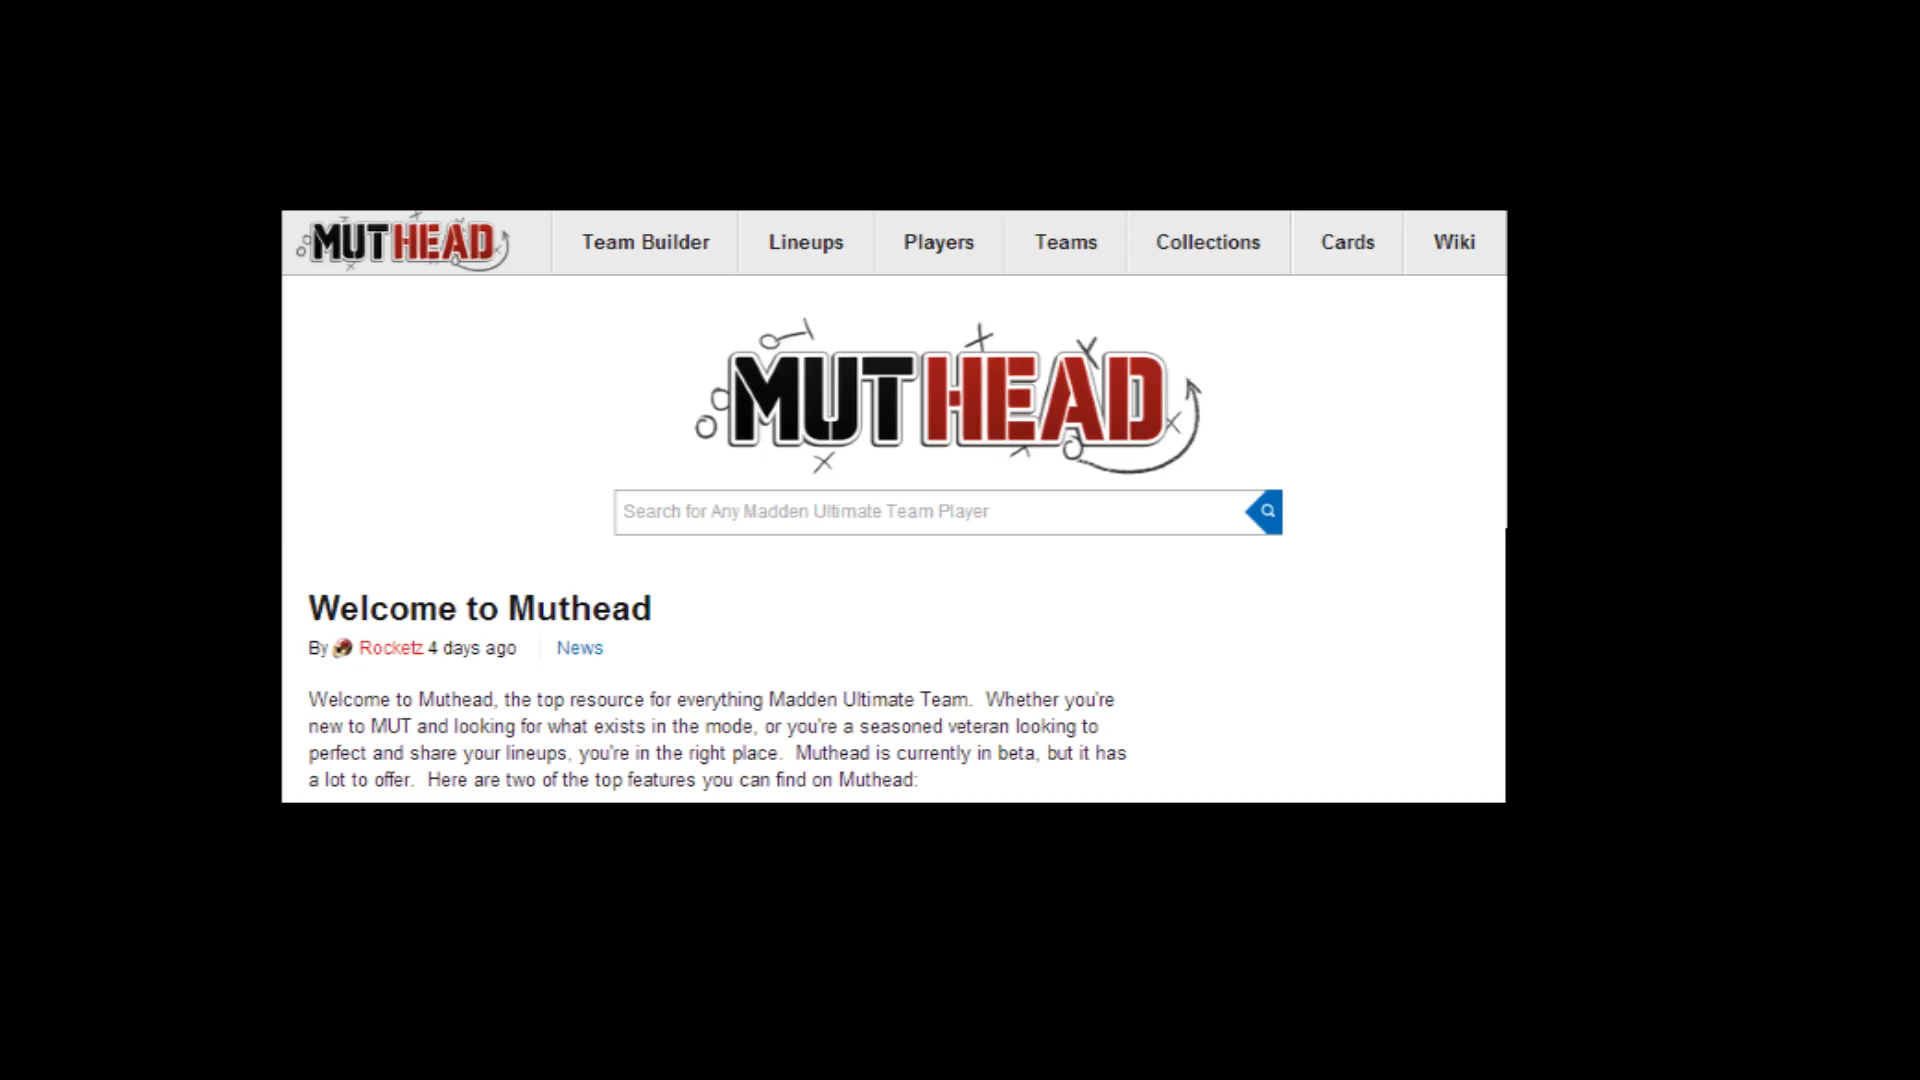 MUTHEAD Team Builder Lineups Players Teams Collections Cards Wiki
MUTHEAD
Search for Any Madden Ultimate Team Player
Welcome to Muthead
By Rocketz 4 days ago News
Welcome to Muthead, the top resource for everything Madden Ultimate Team. Whether you're
new to MUT and looking for what exists in the mode, or you're a seasoned veteran looking to
perfect and share your lineups, you're in the right place. Muthead is currently in beta, but it has
a lot to offer. Here are two of the top features you can find on Muthead: